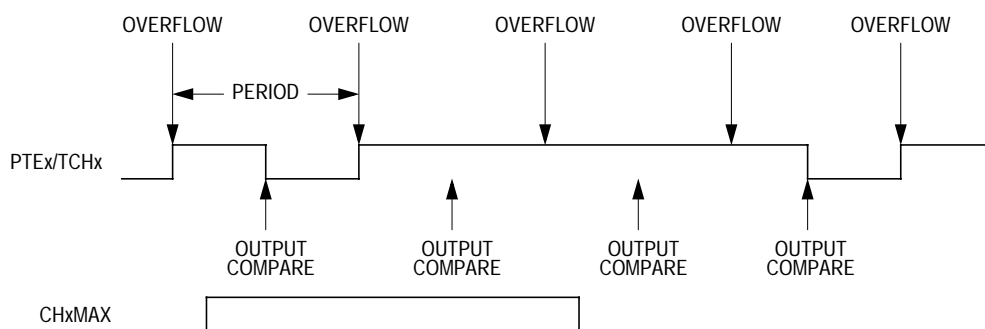 OVERFLOW OVERFLOW OVERFLOW OVERFLOW OVERFLOW
PERIOD
PTEx/TCHx
OUTPUT OUTPUT OUTPUT OUTPUT
COMPARE COMPARE COMPARE COMPARE
CHxMAX